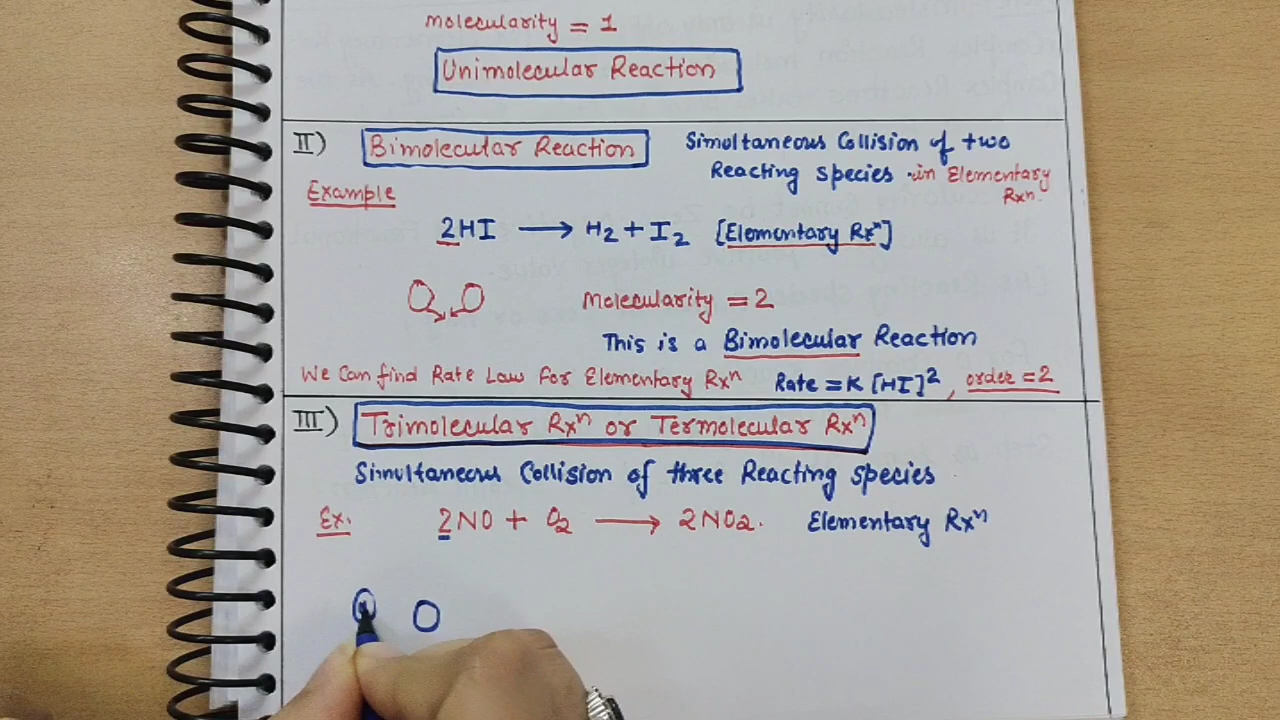 Molecularity = 1
Unimolecular Reaction
II) Bimolecular Reaction Simultaneous Collision of two
Reacting Species in Elementary
Rxn.
Example
2HI → H₂ + I₂ [Elementary Rxⁿ]
Molecularity = 2
This is a Bimolecular Reaction
We Can find Rate Law For Elementary Rxⁿ Rate = K [HI]², order = 2
III) Trimolecular Rxⁿ or Termolecular Rxⁿ
Simultaneous Collision of three Reacting species
Ex. 2NO + O₂ → 2NO₂. Elementary Rxⁿ